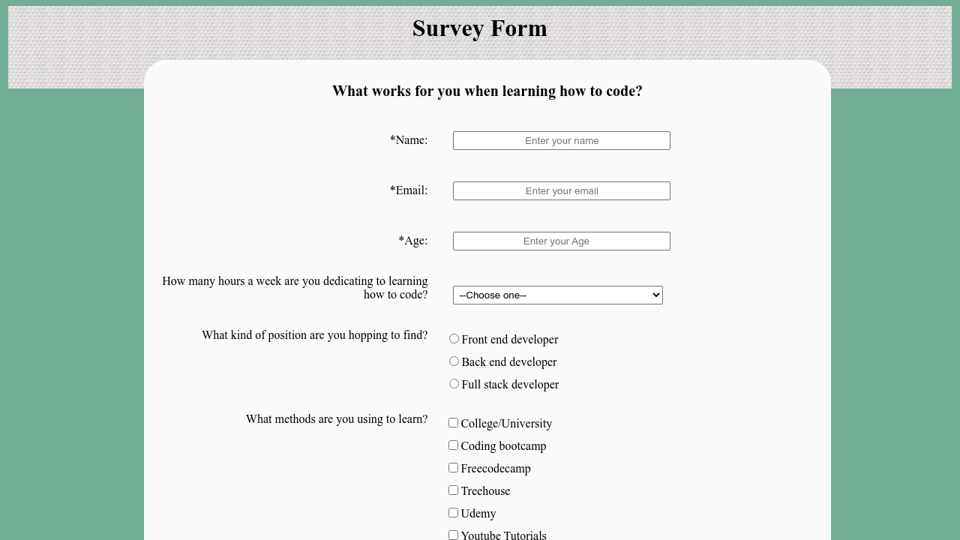 Survey Form
What works for you when learning how to code?
*Name: Enter your name
*Email: Enter your email
*Age: Enter your Age
How many hours a week are you dedicating to learning
how to code? --Choose one--
What kind of position are you hopping to find? Front end developer
Back end developer
Full stack developer
What methods are you using to learn? College/University
Coding bootcamp
Freecodecamp
Treehouse
Udemy
Youtube Tutorials